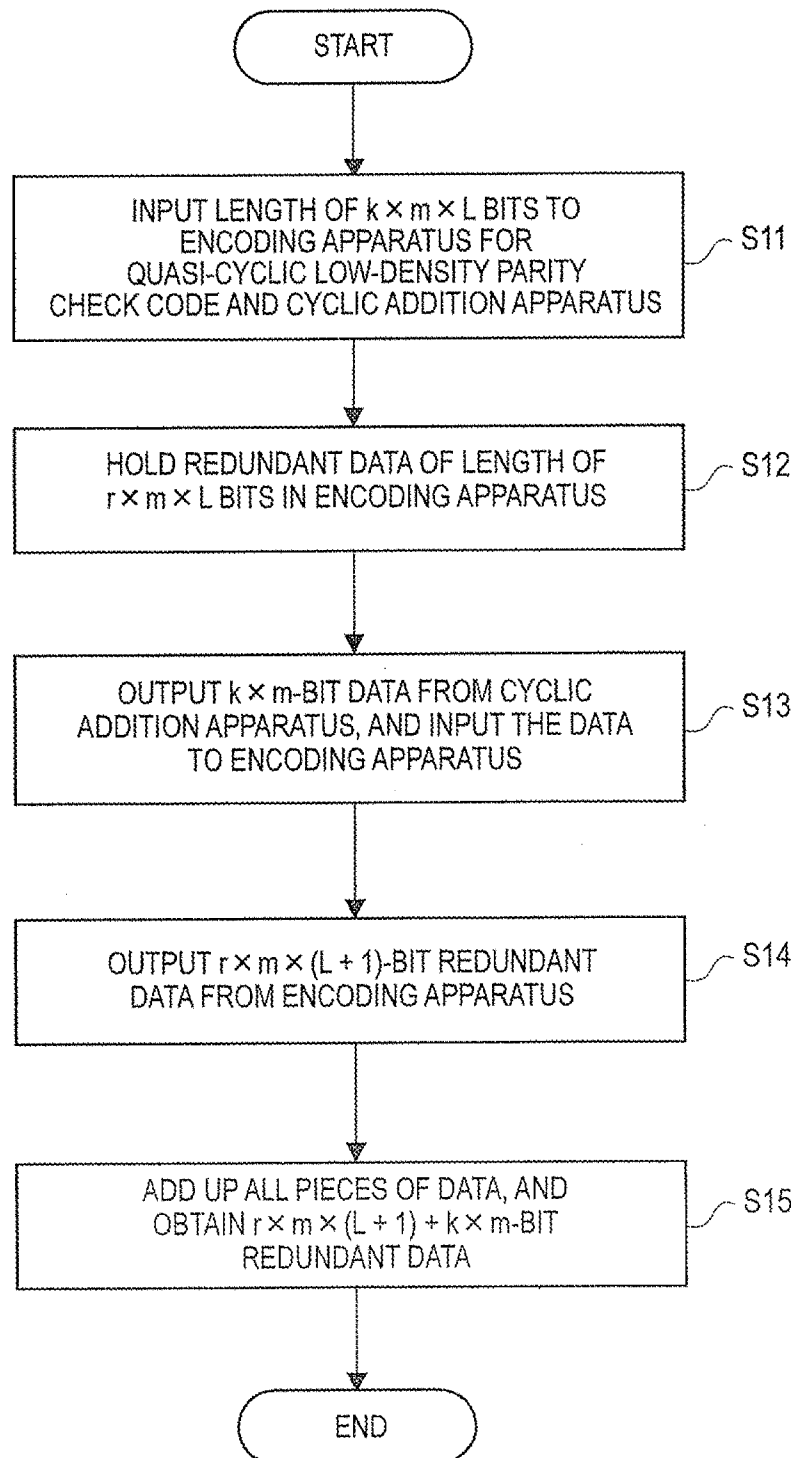 START
INPUT LENGTH OF k × m × L BITS TO
ENCODING APPARATUS FOR
QUASI-CYCLIC LOW-DENSITY PARITY
CHECK CODE AND CYCLIC ADDITION APPARATUS
S11
HOLD REDUNDANT DATA OF LENGTH OF
r × m × L BITS IN ENCODING APPARATUS
S12
OUTPUT k × m-BIT DATA FROM CYCLIC
ADDITION APPARATUS, AND INPUT THE DATA
TO ENCODING APPARATUS
S13
OUTPUT r × m × (L + 1)-BIT REDUNDANT
DATA FROM ENCODING APPARATUS
S14
ADD UP ALL PIECES OF DATA, AND
OBTAIN r × m × (L + 1) + k × m-BIT
REDUNDANT DATA
S15
END